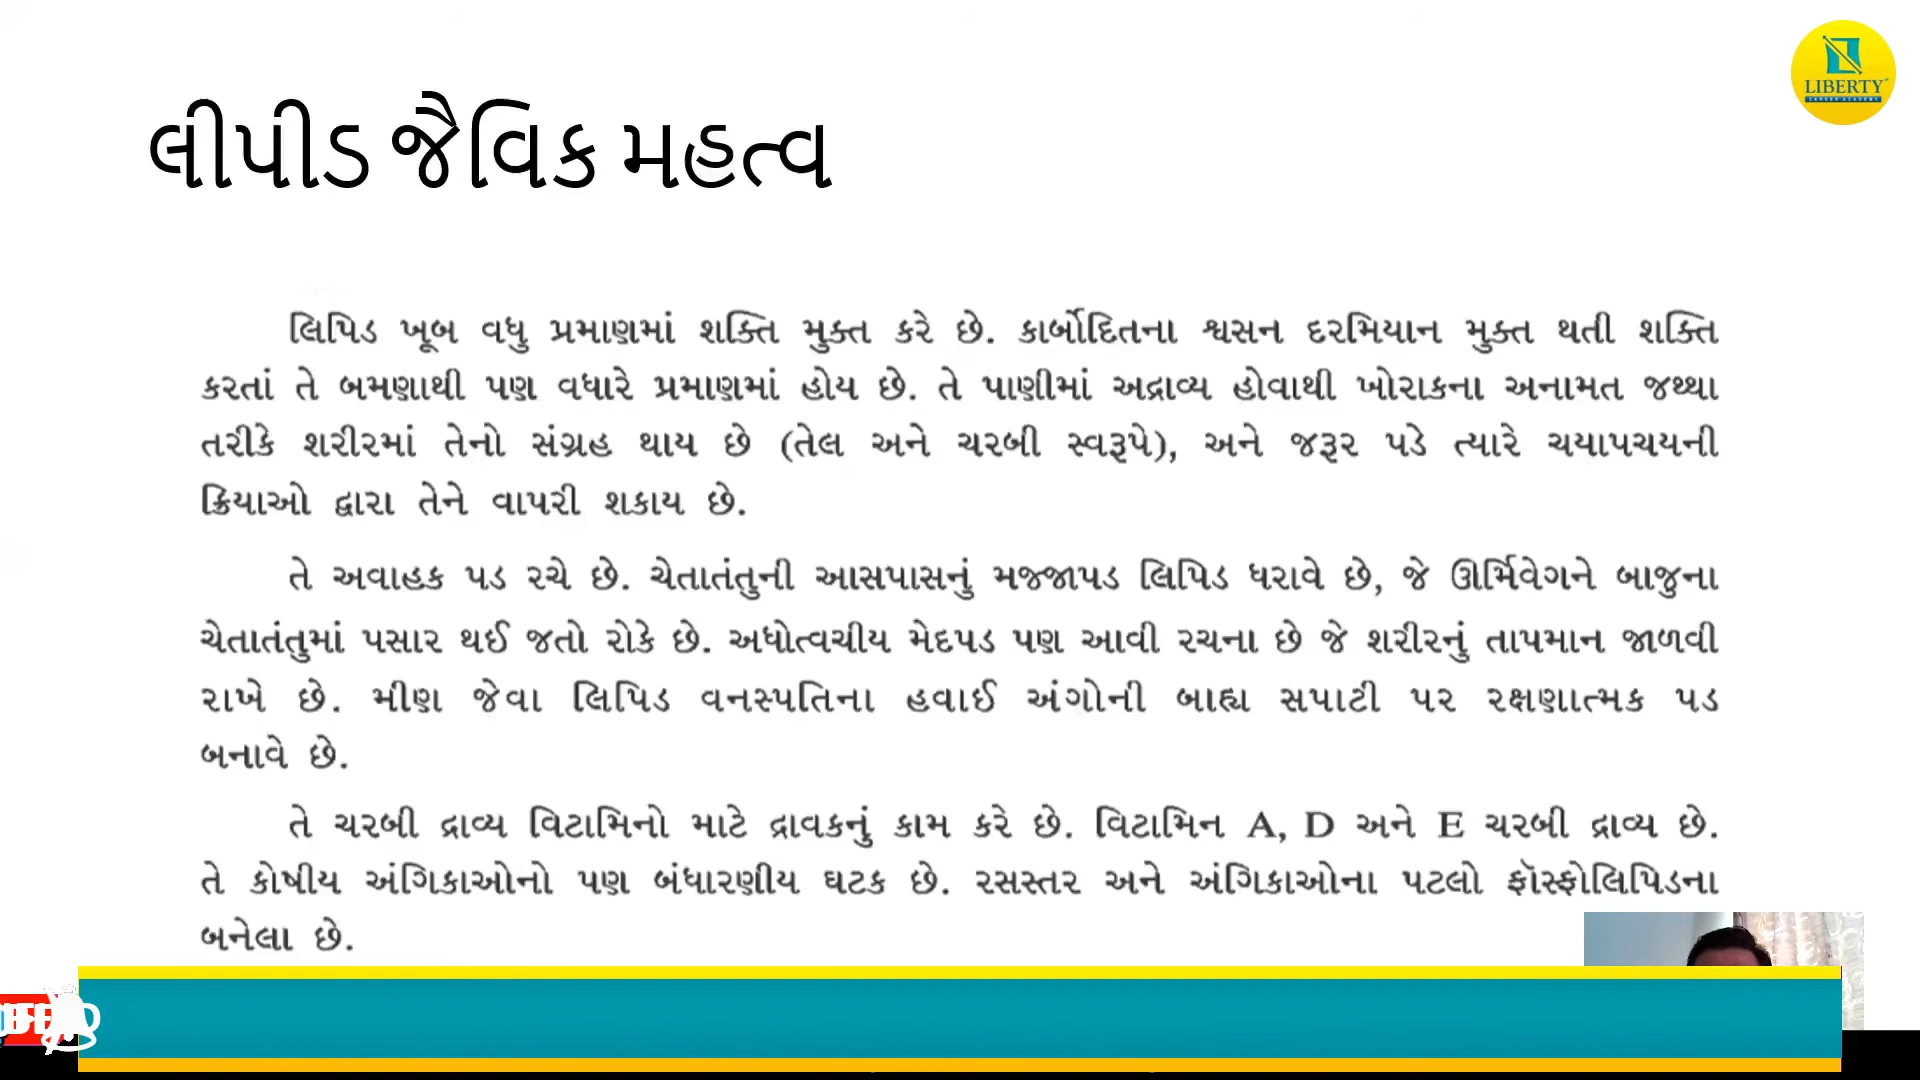 LIBERTY
CAREER ACADEMY
લીપીડ જૈવિક મહત્વ
લિપિડ ખૂબ વધુ પ્રમાણમાં શક્તિ મુક્ત કરે છે. કાર્બોદિતના શ્વસન દરમિયાન મુક્ત થતી શક્તિ
કરતાં તે બમણાથી પણ વધારે પ્રમાણમાં હોય છે. તે પાણીમાં અદ્રાવ્ય હોવાથી ખોરાકના અનામત જથ્થા
તરીકે શરીરમાં તેનો સંગ્રહ થાય છે (તેલ અને ચરબી સ્વરૂપે), અને જરૂર પડે ત્યારે ચયાપચયની
ક્રિયાઓ દ્વારા તેને વાપરી શકાય છે.
તે અવાહક પડ રચે છે. ચેતાતંતુની આસપાસનું મજ્જાપડ લિપિડ ધરાવે છે, જે ઊર્મિવેગને બાજુના
ચેતાતંતુમાં પસાર થઈ જતો રોકે છે. અધોત્વચીય મેદપડ પણ આવી રચના છે જે શરીરનું તાપમાન જાળવી
રાખે છે. મીણ જેવા લિપિડ વનસ્પતિના હવાઈ અંગોની બાહ્ય સપાટી પર રક્ષણાત્મક પડ
બનાવે છે.
તે ચરબી દ્રાવ્ય વિટામિનો માટે દ્રાવકનું કામ કરે છે. વિટામિન A, D અને E ચરબી દ્રાવ્ય છે.
તે કોષીય અંગિકાઓનો પણ બંધારણીય ઘટક છે. રસસ્તર અને અંગિકાઓના પટલો ફૉસ્ફોલિપિડના
બનેલા છે.